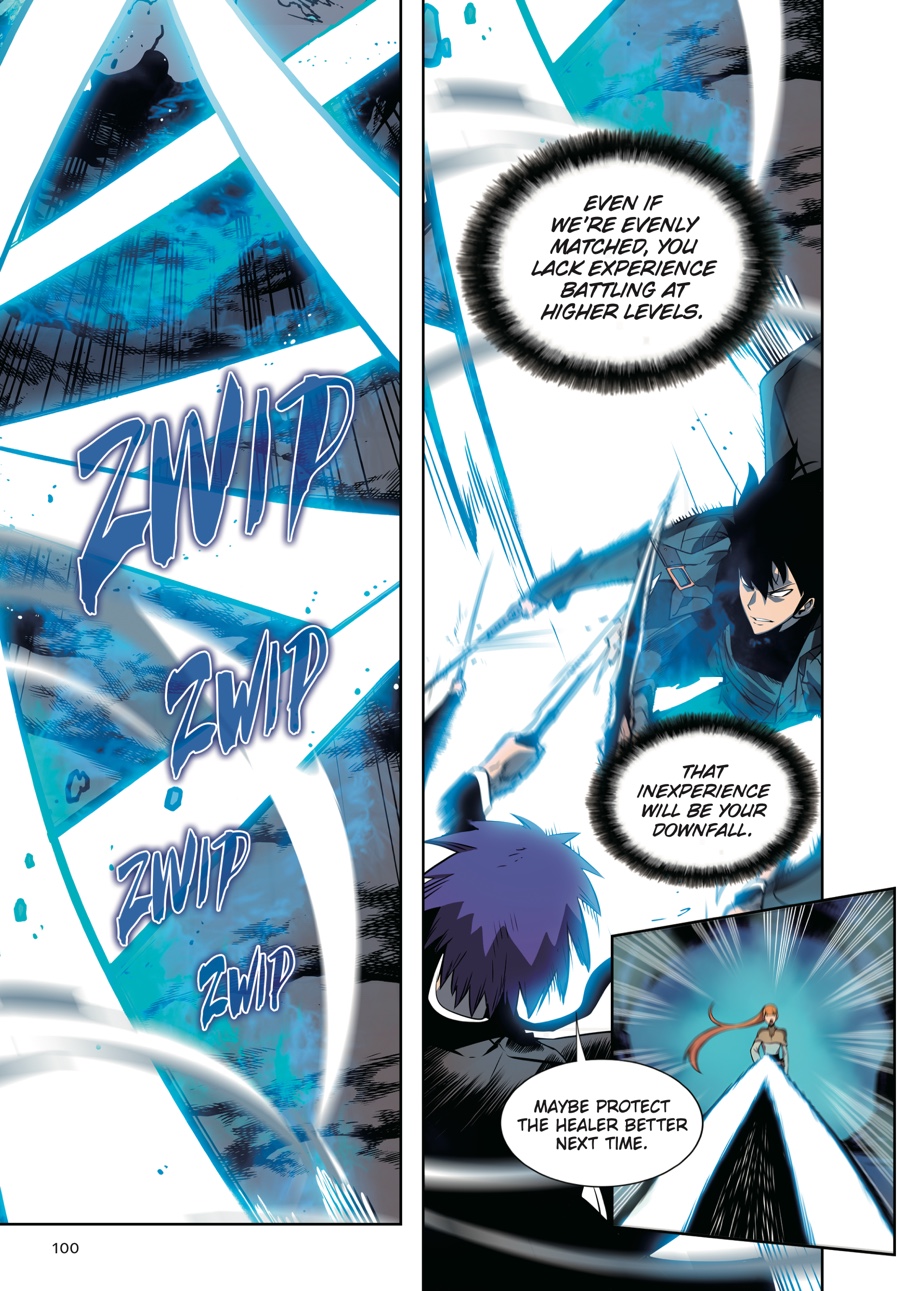 ZWIP
ZWIP
ZWIP
ZWIP
EVEN IF
WE'RE EVENLY
MATCHED, YOU
LACK EXPERIENCE
BATTLING AT
HIGHER LEVELS.
THAT
INEXPERIENCE
WILL BE YOUR
DOWNFALL.
MAYBE PROTECT
THE HEALER BETTER
NEXT TIME.
100